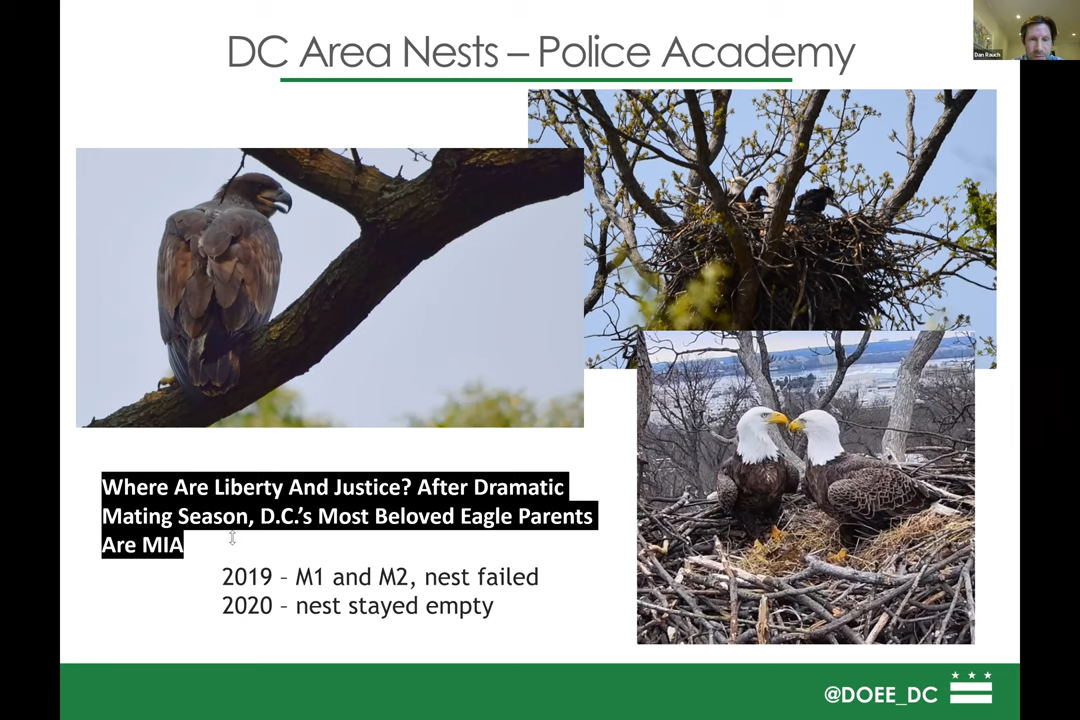 DC Area Nests – Police Academy
Dan Rauch
Where Are Liberty And Justice? After Dramatic
Mating Season, D.C.’s Most Beloved Eagle Parents
Are MIA
2019 – M1 and M2, nest failed
2020 – nest stayed empty
@DOEE_DC